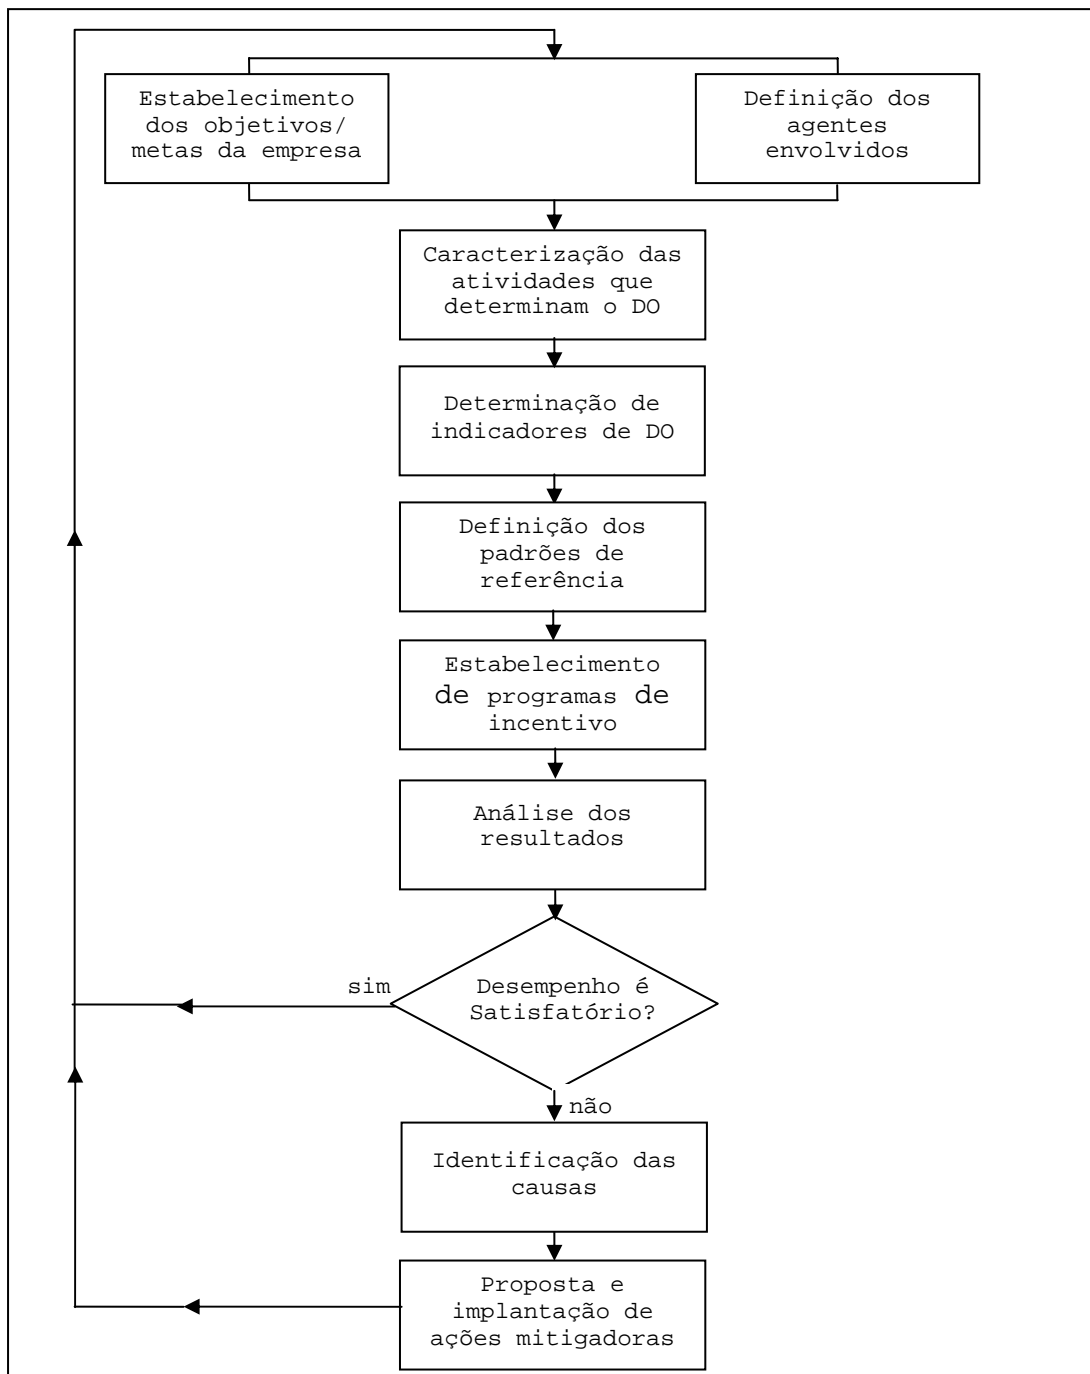 Estabelecimento
dos objetivos/
metas da empresa
Definição dos
agentes
envolvidos
Caracterização das
atividades que
determinam o DO
Determinação de
indicadores de DO
Definição dos
padrões de
referência
Estabelecimento
de programas de
incentivo
Análise dos
resultados
sim
Desempenho é
Satisfatório?
não
Identificação das
causas
Proposta e
implantação de
ações mitigadoras